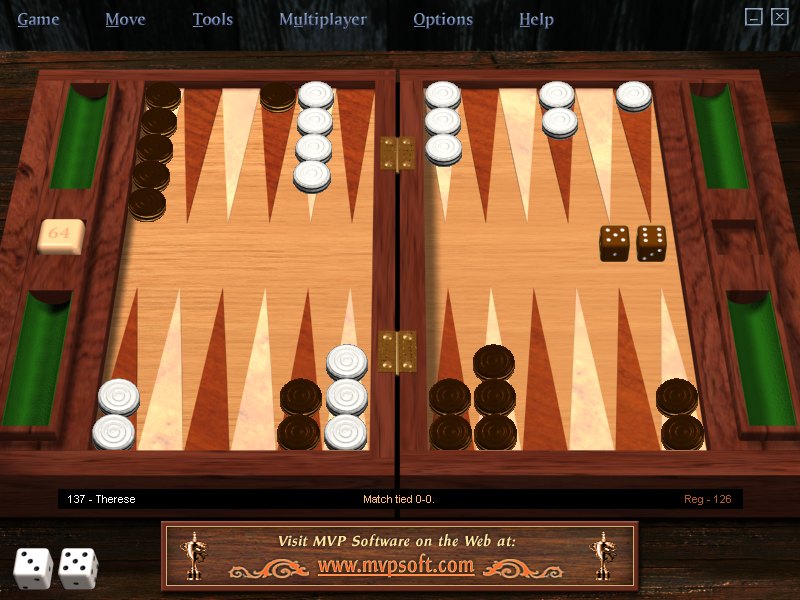 Game Move Tools Multiplayer Options Help
64
137 - Therese Match tied 0-0. Reg - 126
Visit MVP Software on the Web at:
www.mvpsoft.com